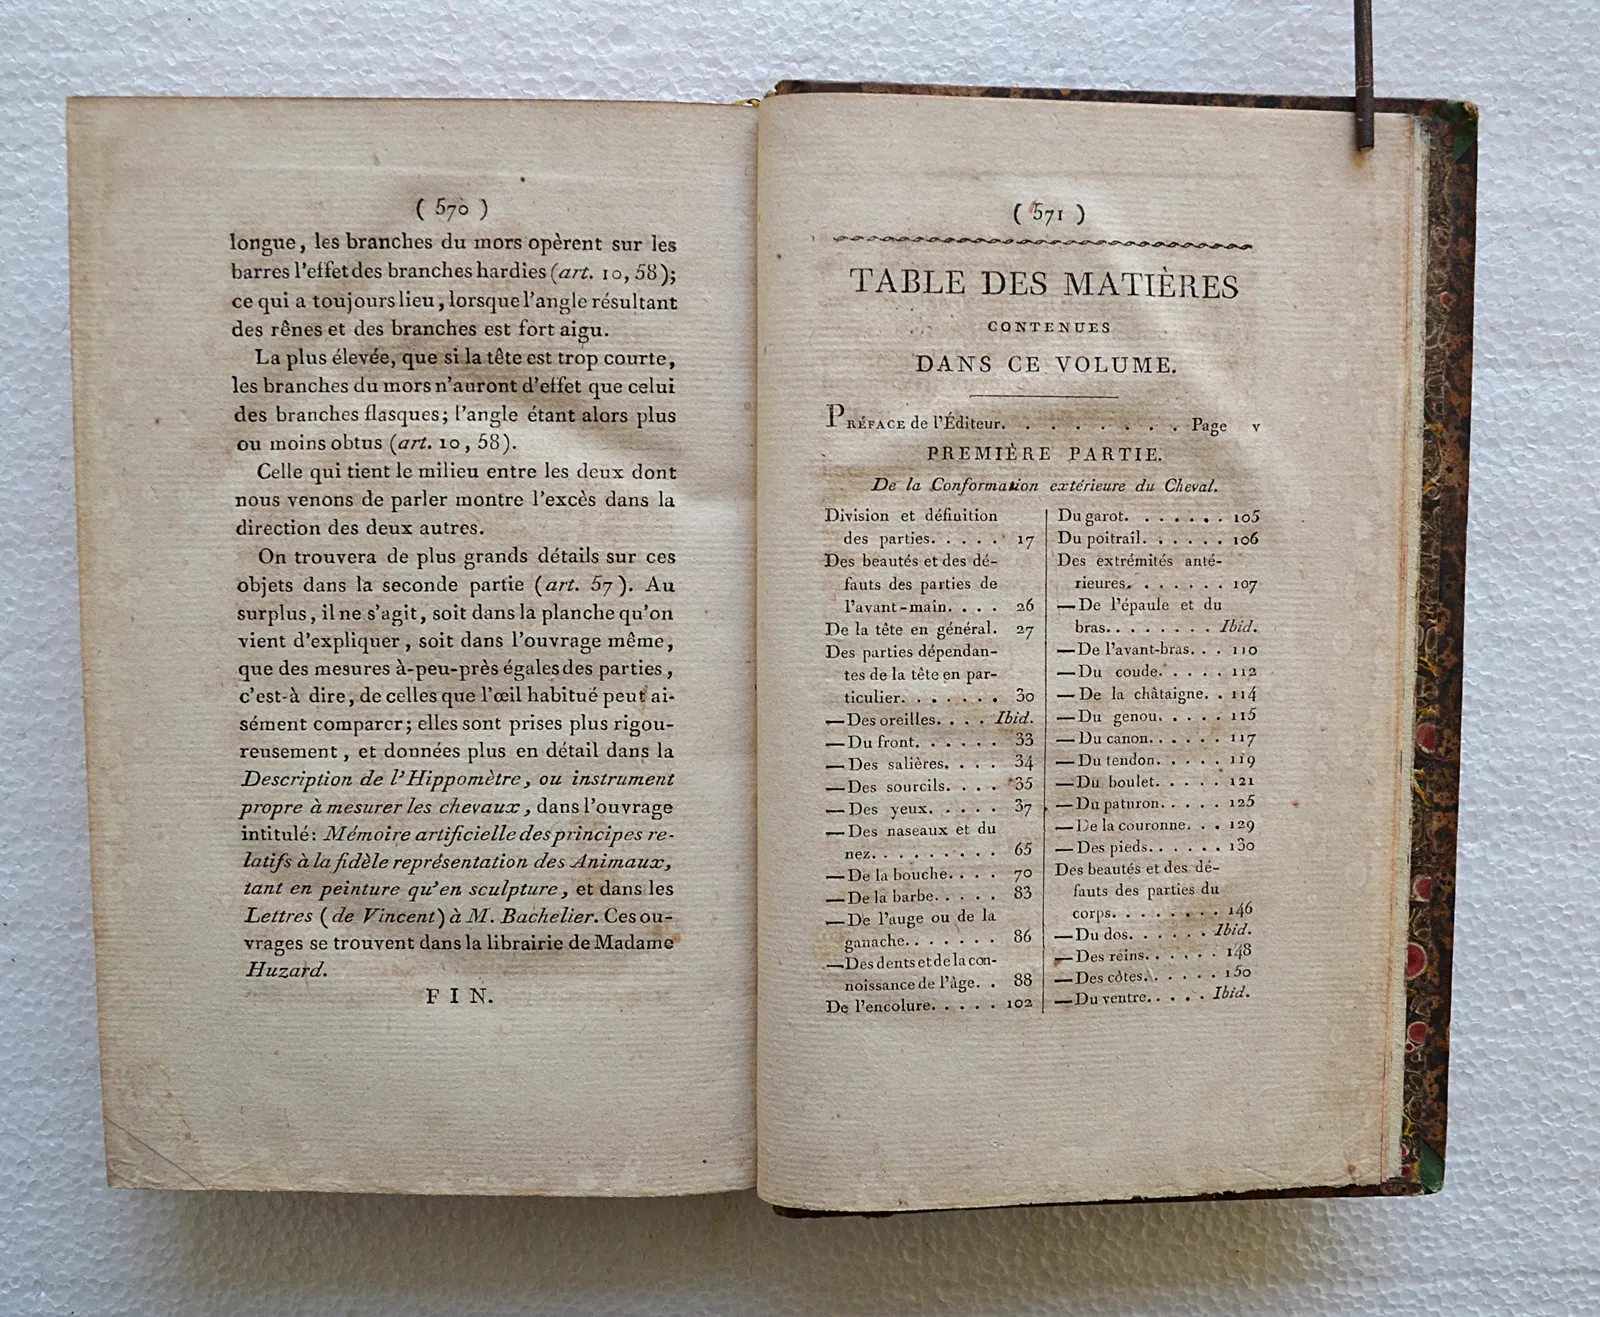 ( 570 )
longue, les branches du mors opèrent sur les
barres l'effet des branches hardies (art. 10, 58);
ce qui a toujours lieu, lorsque l'angle résultant
des rênes et des branches est fort aigu.
La plus élevée, que si la tête est trop courte,
les branches du mors n'auront d'effet que celui
des branches flasques; l'angle étant alors plus
ou moins obtus (art. 10, 58).
Celle qui tient le milieu entre les deux dont
nous venons de parler montre l'excès dans la
direction des deux autres.
On trouvera de plus grands détails sur ces
objets dans la seconde partie (art. 57). Au
surplus, il ne s'agit, soit dans la planche qu'on
vient d'expliquer, soit dans l'ouvrage même,
que des mesures à-peu-près égales des parties,
c'est-à dire, de celles que l'œil habitué peut ai-
sément comparer; elles sont prises plus rigou-
reusement, et données plus en détail dans la
Description de l'Hippomètre, ou instrument
propre à mesurer les chevaux, dans l'ouvrage
intitulé: Mémoire artificielle des principes re-
latifs à la fidèle représentation des Animaux,
tant en peinture qu'en sculpture, et dans les
Lettres (de Vincent) à M. Bachelier. Ces ou-
vrages se trouvent dans la librairie de Madame
Huzard.
FIN.
( 571 )
TABLE DES MATIÈRES
CONTENUES
DANS CE VOLUME.
PRÉFACE de l'Éditeur. . . . . . . . Page v
PREMIÈRE PARTIE.
De la Conformation extérieure du Cheval.
Division et définition
des parties. . . . . 17
Des beautés et des dé-
fauts des parties de
l'avant-main. . . . 26
De la tête en général. 27
Des parties dépendan-
tes de la tête en par-
ticulier. . . . . . . 30
—Des oreilles. . . . Ibid.
—Du front. . . . . . 33
—Des salières. . . . 34
—Des sourcils. . . . 35
—Des yeux. . . . . 37
—Des naseaux et du
nez. . . . . . . . . 65
—De la bouche. . . . 70
—De la barbe. . . . . 83
—De l'auge ou de la
ganache. . . . . . . 86
—Des dents et de la con-
noissance de l'âge. . 88
De l'encolure. . . . . 102
Du garot. . . . . . . 105
Du poitrail. . . . . . 106
Des extrémités anté-
rieures. . . . . . . 107
—De l'épaule et du
bras. . . . . . . . Ibid.
—De l'avant-bras. . . 110
—Du coude. . . . . 112
—De la châtaigne. . 114
—Du genou. . . . . 115
—Du canon. . . . . . 117
—Du tendon. . . . . 119
—Du boulet. . . . . 121
—Du paturon. . . . . 125
—De la couronne. . . 129
—Des pieds. . . . . . 130
Des beautés et des dé-
fauts des parties du
corps. . . . . . . . 146
—Du dos. . . . . . Ibid.
—Des reins. . . . . . 148
—Des côtes. . . . . . 150
—Du ventre. . . . . Ibid.